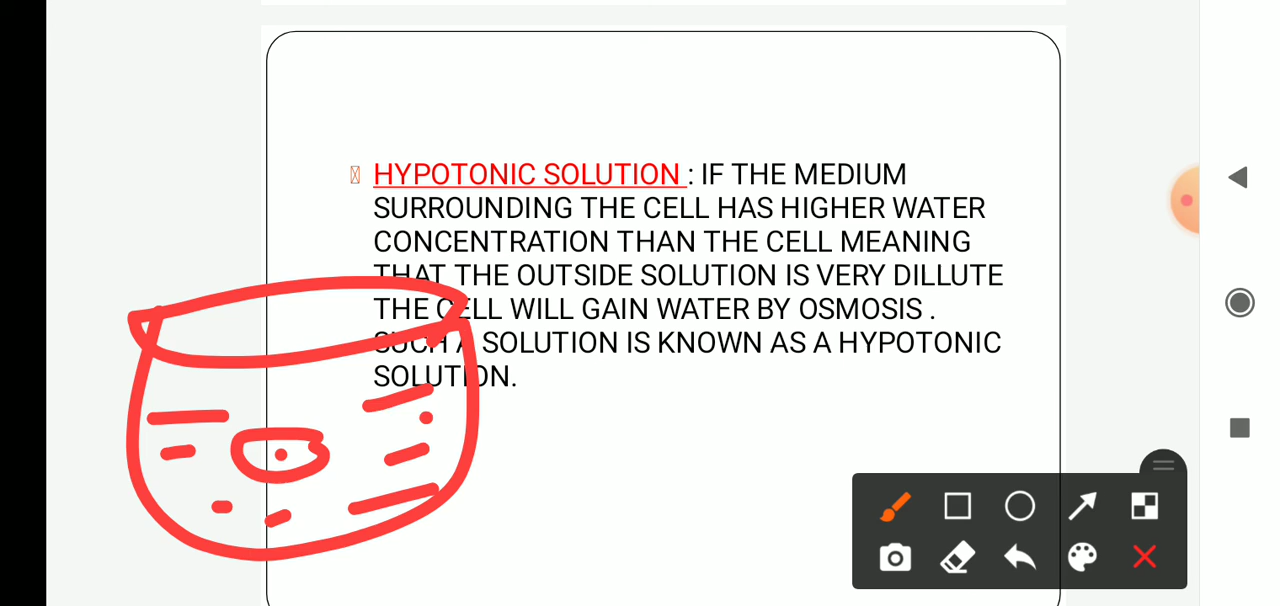 HYPOTONIC SOLUTION : IF THE MEDIUM
SURROUNDING THE CELL HAS HIGHER WATER
CONCENTRATION THAN THE CELL MEANING
THAT THE OUTSIDE SOLUTION IS VERY DILLUTE
THE CELL WILL GAIN WATER BY OSMOSIS .
SUCH A SOLUTION IS KNOWN AS A HYPOTONIC
SOLUTION.